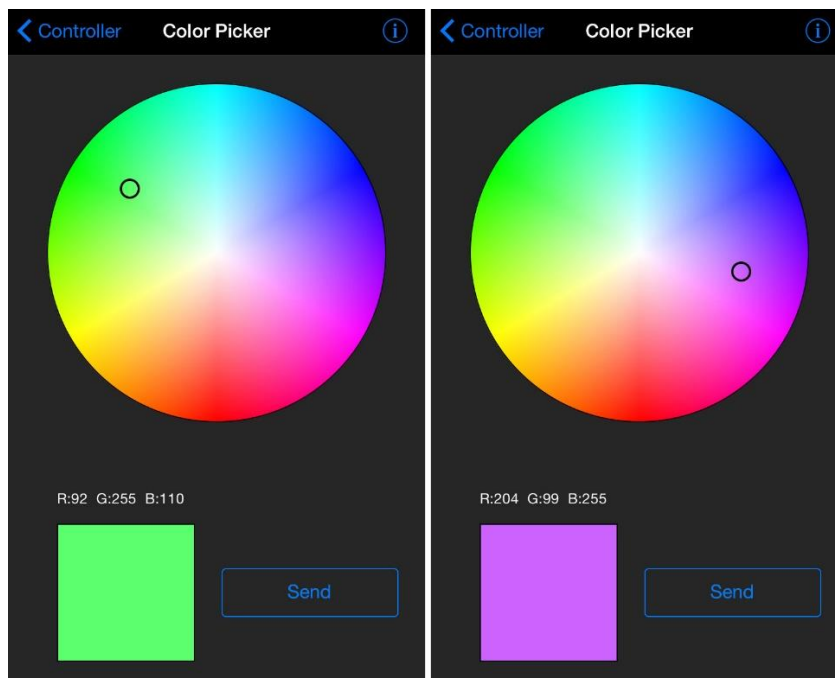 Controller Color Picker i
R:92 G:255 B:110
Send
Controller Color Picker i
R:204 G:99 B:255
Send